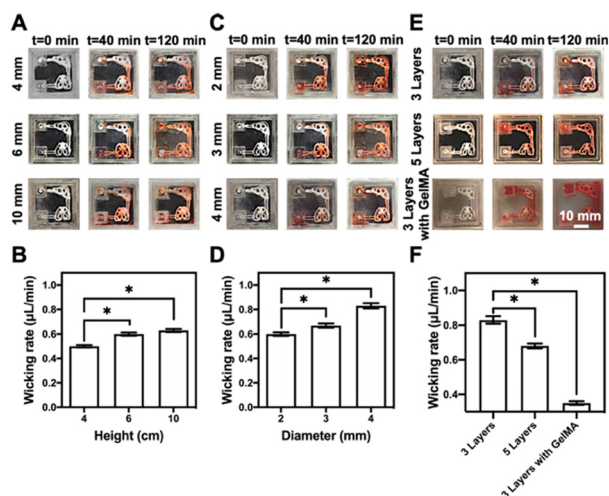 A
t=0 min t=40 min t=120 min
4 mm
6 mm
10 mm
C
t=0 min t=40 min t=120 min
2 mm
3 mm
4 mm
E
t=0 min t=40 min t=120 min
3 Layers
5 Layers
3 Layers
with GelMA
10 mm
B
Wicking rate (μL/min)
1.0
0.8
0.6
0.4
0.2
0.0
*
*
4 6 10
Height (cm)
D
Wicking rate (μL/min)
1.0
0.8
0.6
0.4
0.2
0.0
*
*
2 3 4
Diameter (mm)
F
Wicking rate (μL/min)
1.0
0.8
0.6
0.4
*
*
3 Layers
5 Layers
3 Layers with GelMA